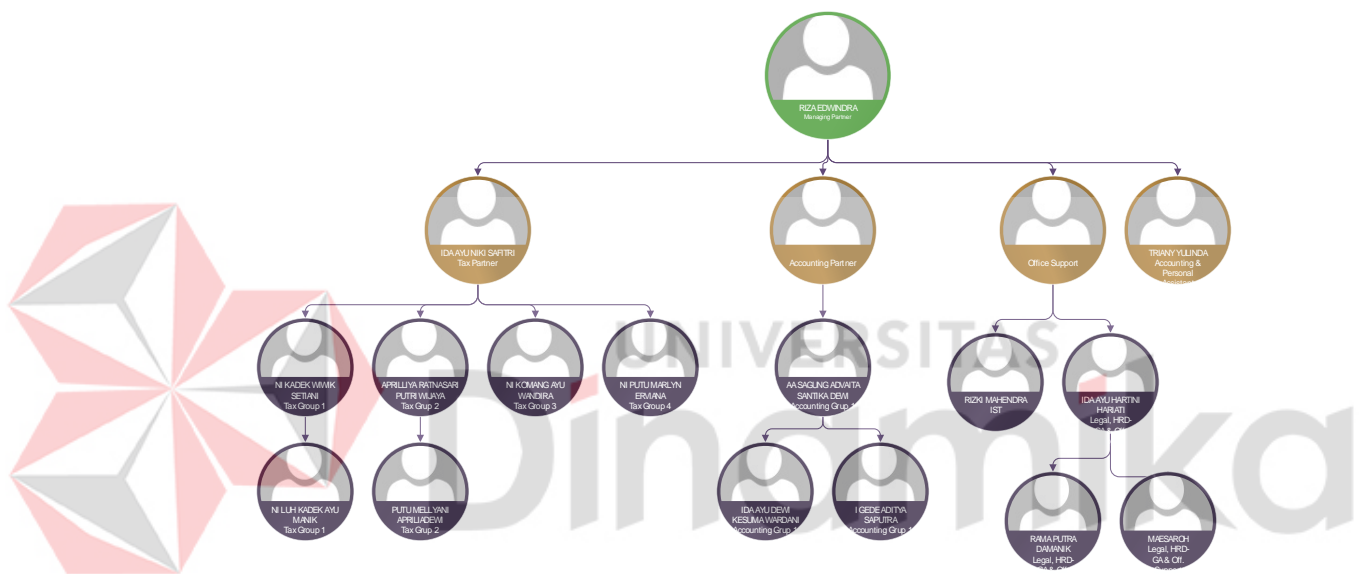 RIZA EDWINDRA
Managing Partner
IDA AYU NIKI SAFITRI
Tax Partner
Accounting Partner
Office Support
TRIANY YULINDA
Accounting &
Personal
NI KADEK WIWIK
SETIANI
Tax Group 1
APRILLIYA RATNASARI
PUTRI WIJAYA
Tax Grup 2
NI KOMANG AYU
WANDIRA
Tax Group 3
NI PUTU MARLYN
ERVIANA
Tax Group 4
AA SAGUNG ADVAITA
SANTIKA DEWI
Accounting Grup 1
RIZKI MAHENDRA
IST
IDA AYU HARTINI
HARIATI
Legal, HRD-
GA & Off.
NI LUH KADEK AYU
MANIK
Tax Group 1
PUTU MELLYANI
APRILIADEWI
Tax Grup 2
IDA AYU DEWI
KESUMA WARDANI
Accounting Grup 1
I GEDE ADITYA
SAPUTRA
Accounting Grup 1
RAMA PUTRA
DAMANIK
Legal, HRD-
GA & Off.
MAESAROH
Legal, HRD-
GA & Off.
UNIVERSITAS
Dinamika